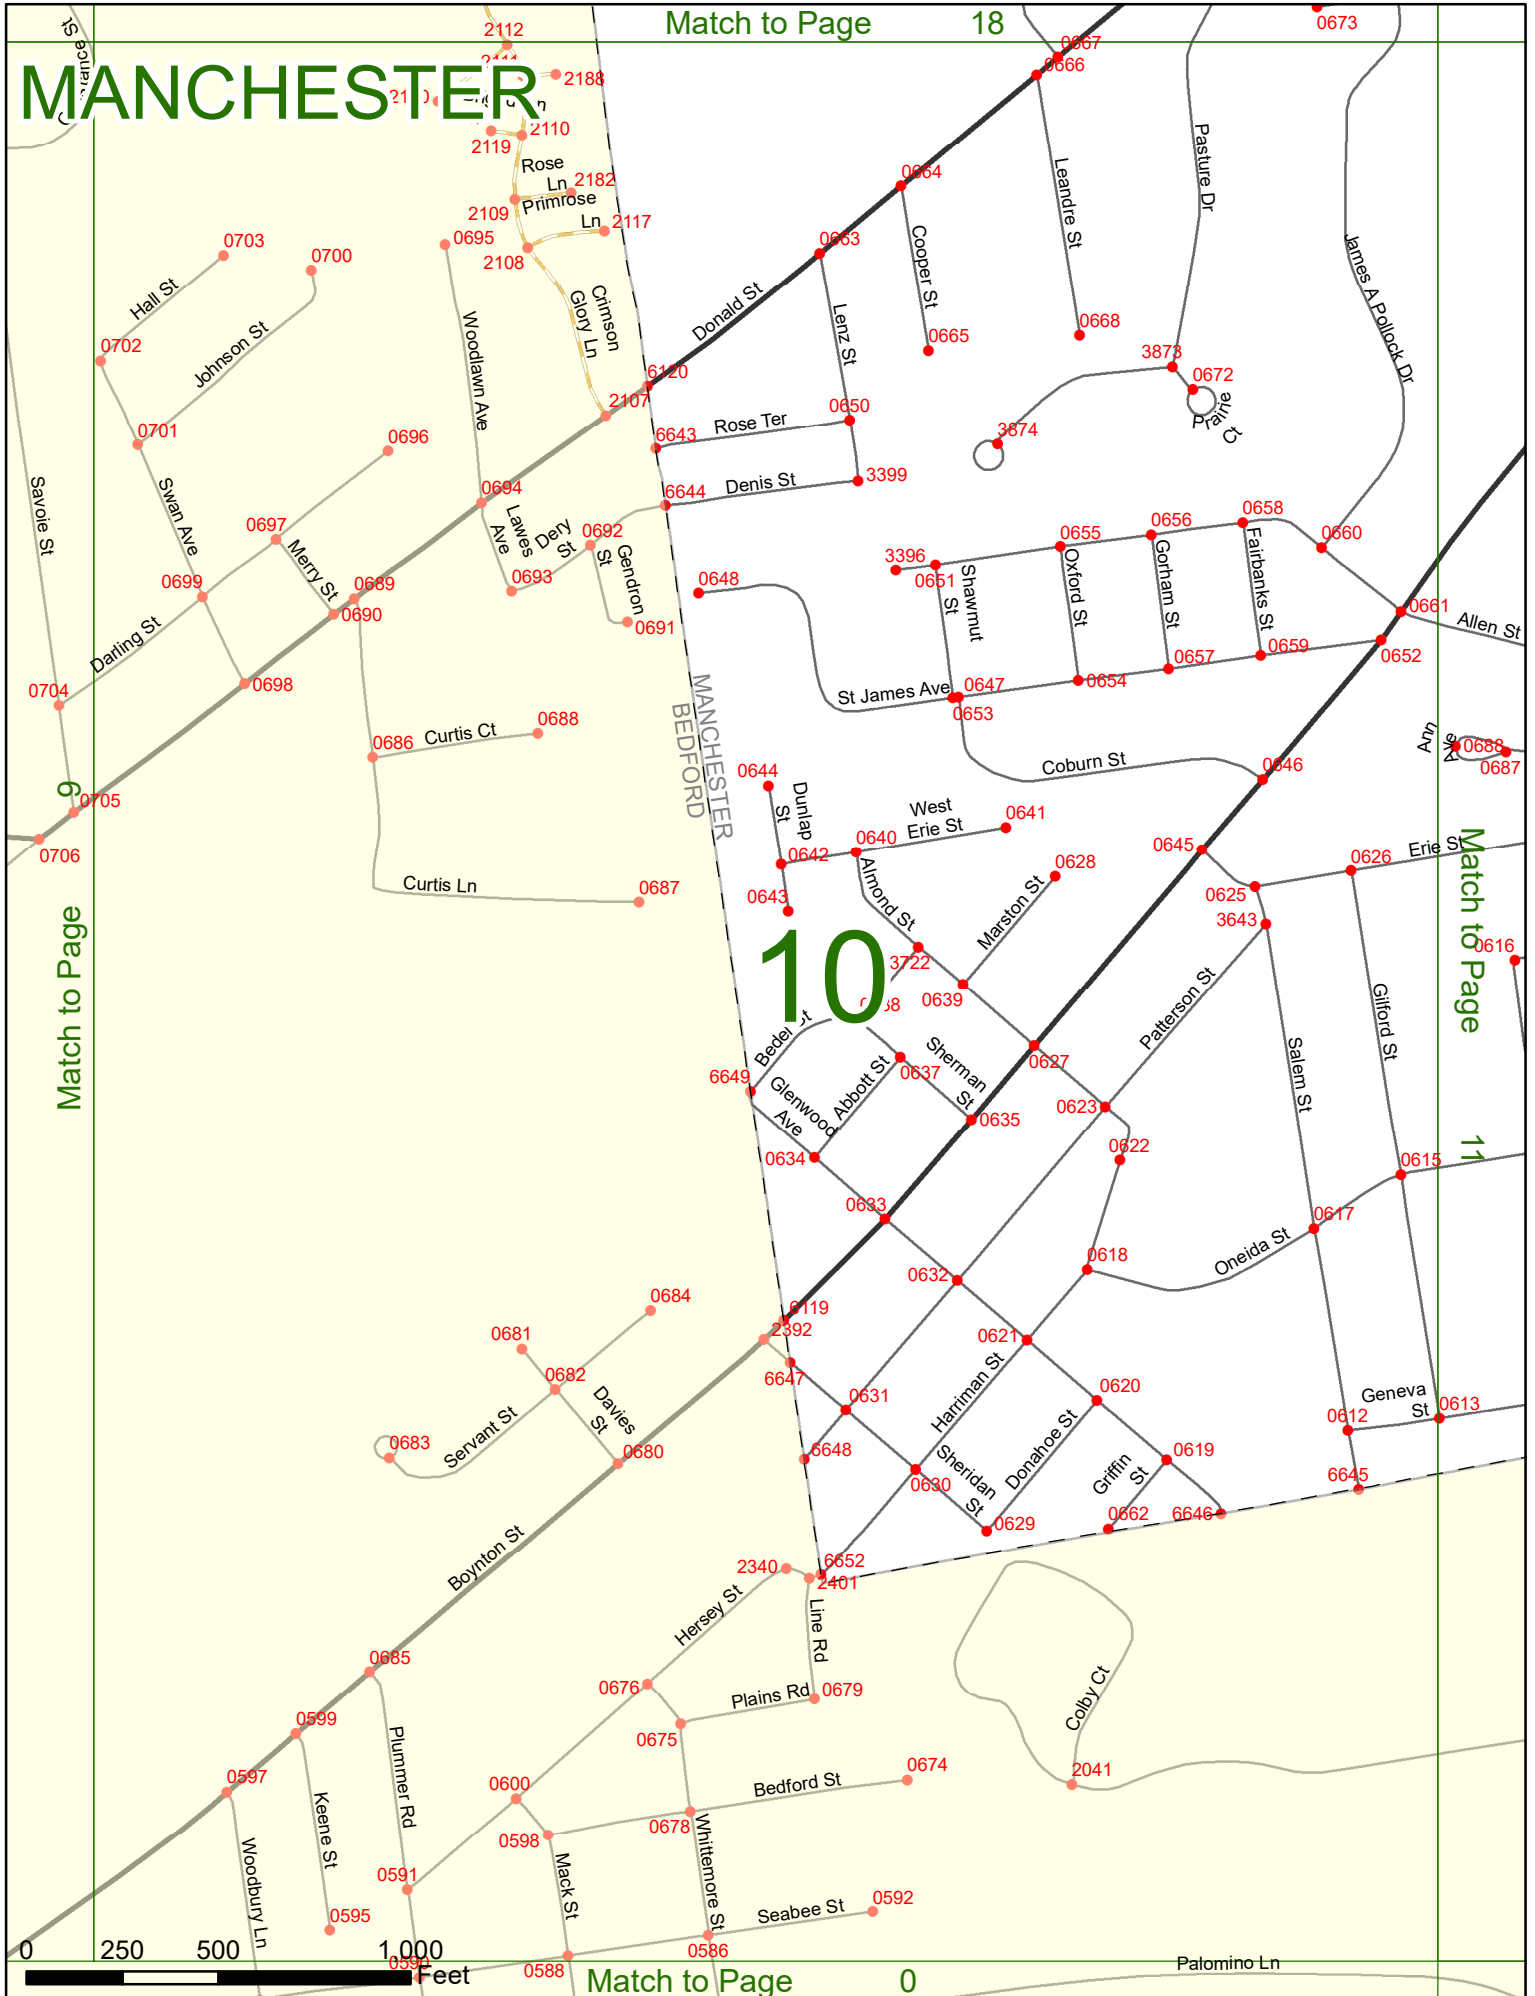 Match to Page 18
MANCHESTER
0673
2112
2111
2188
0667
0666
2110
2119
Rose
Ln
2182
2109
Primrose
Ln
2117
2108
0664
Leandre St
Pasture Dr
0703
0700
0695
0663
Cooper St
James A Pollock Dr
Hall St
Johnson St
Woodlawn Ave
Crimson
Glory Ln
Donald St
Lenz St
0702
0665
0668
3873
0672
Prairie
Ct
6120
2107
0701
0696
6643
Rose Ter
0650
3874
Savoie St
Swan Ave
0694
6644
Denis St
3399
0697
Merry St
Lawes
Ave
Dery
St
0692
Gendron
St
0658
0656
0655
0660
0699
0689
0690
0693
0691
0648
3396
0651
Shawmut
St
Oxford St
Gorham St
Fairbanks St
0661
Allen St
Darling St
0698
0704
0652
0659
0657
0654
St James Ave
0647
0653
MANCHESTER
BEDFORD
0686
Curtis Ct
0688
Ann
Ave
0688
0687
Coburn St
0646
9
0705
0706
0644
Dunlap
St
West
Erie St
0641
0640
0642
0645
0626
Erie St
Match to Page
11
Curtis Ln
0687
0643
Almond St
Marston St
0628
0625
3643
Match to Page
10
3722
0639
0616
Patterson St
Gilford St
Salem St
Bedel St
6649
Glenwood
Ave
Abbott St
0637
Sherman
St
0627
0635
0623
0622
0634
0615
0633
0617
0618
Oneida St
0632
0684
6119
2392
0681
0621
0682
6647
Davies
St
0631
Harriman St
0620
Geneva
St
0613
0612
Servant St
0683
0680
6648
0630
Sheridan
St
Donahoe St
Griffin
St
0619
6645
0629
0662
6646
Boynton St
2340
6652
2401
Hersey St
Line Rd
0685
0676
Plains Rd
0679
Colby Ct
0599
0675
Plummer Rd
0597
0600
Bedford St
0674
2041
Keene St
0598
0678
Whittemore St
Woodbury Ln
0591
Mack St
0595
Seabee St
0592
0586
0 250 500 1,000
Feet
0590
0588
Palomino Ln
Match to Page 0